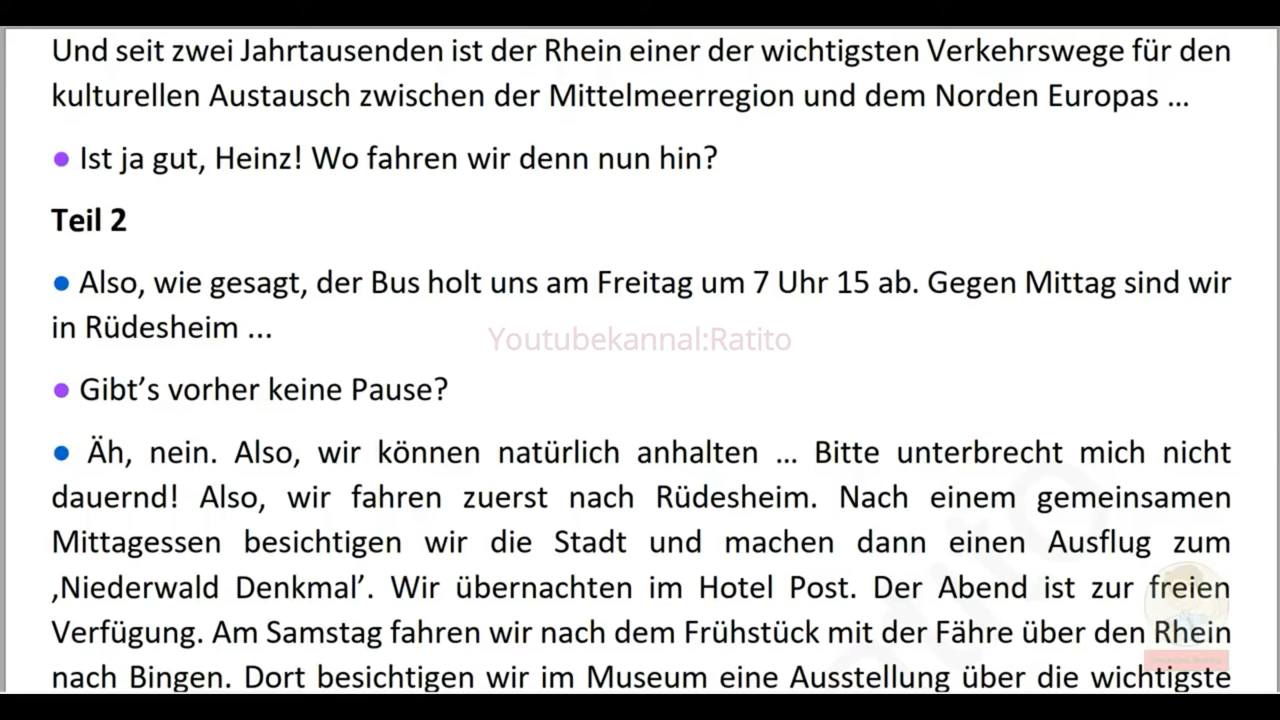 Und seit zwei Jahrtausenden ist der Rhein einer der wichtigsten Verkehrswege für den
kulturellen Austausch zwischen der Mittelmeerregion und dem Norden Europas ...
● Ist ja gut, Heinz! Wo fahren wir denn nun hin?
Teil 2
● Also, wie gesagt, der Bus holt uns am Freitag um 7 Uhr 15 ab. Gegen Mittag sind wir
in Rüdesheim ...
Youtubekannal:Ratito
● Gibt’s vorher keine Pause?
● Äh, nein. Also, wir können natürlich anhalten ... Bitte unterbrecht mich nicht
dauernd! Also, wir fahren zuerst nach Rüdesheim. Nach einem gemeinsamen
Mittagessen besichtigen wir die Stadt und machen dann einen Ausflug zum
‚Niederwald Denkmal’. Wir übernachten im Hotel Post. Der Abend ist zur freien
Verfügung. Am Samstag fahren wir nach dem Frühstück mit der Fähre über den Rhein
nach Bingen. Dort besichtigen wir im Museum eine Ausstellung über die wichtigste